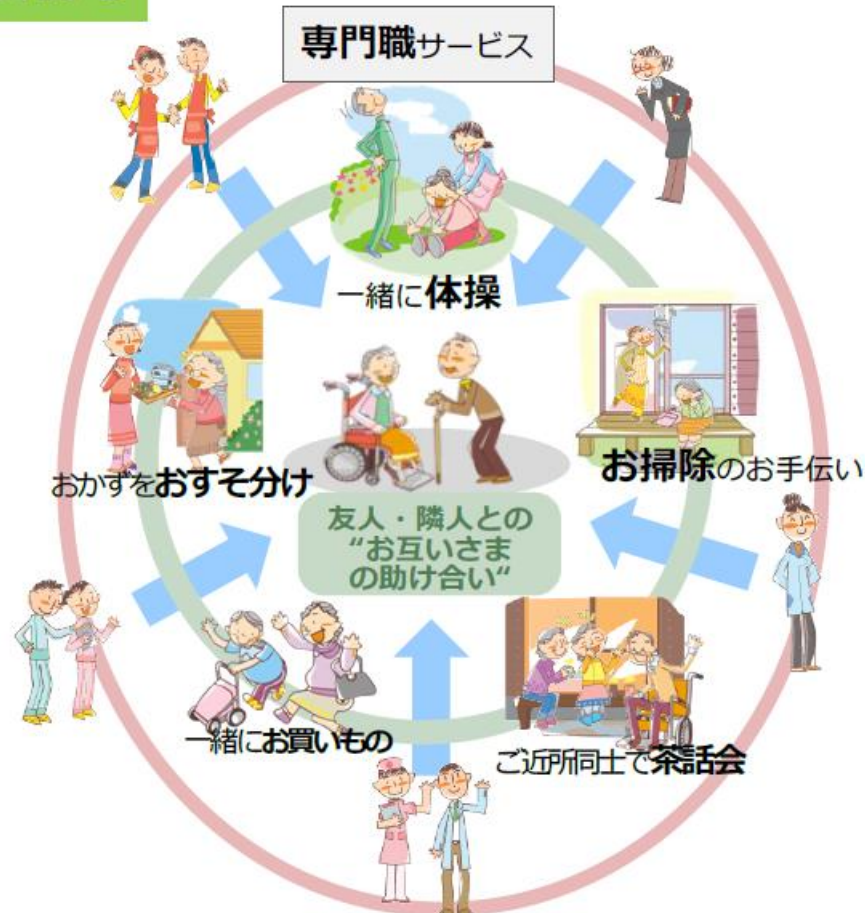 専門職サービス
一緒に体操
おかずをおすそ分け
お掃除のお手伝い
友人・隣人との
“お互いさま
の助け合い“
一緒にお買いもの
ご近所同士で茶話会